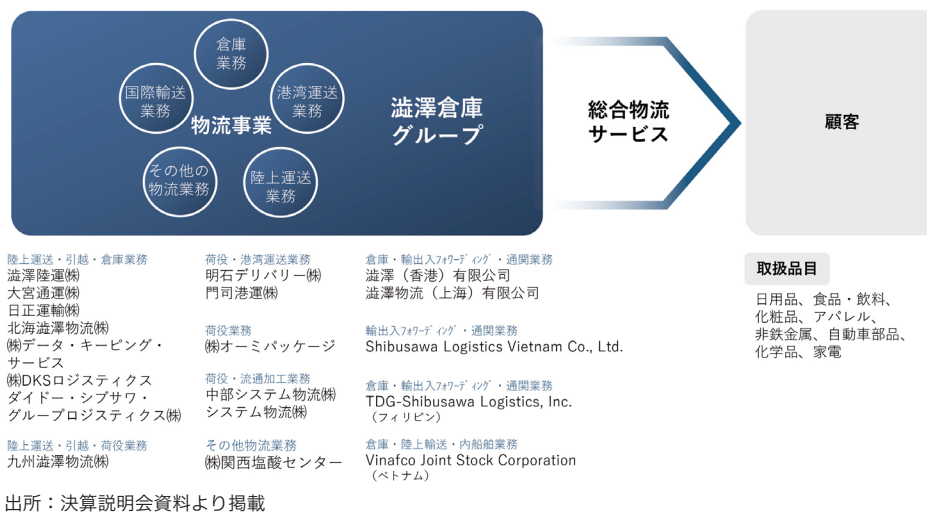 倉庫
業務
国際輸送
業務
港湾運送
業務
物流事業
その他の
物流業務
陸上運送
業務
澁澤倉庫
グループ
総合物流
サービス
顧客
陸上運送・引越・倉庫業務
澁澤陸運㈱
大宮通運㈱
日正運輸㈱
北海澁澤物流㈱
㈱データ・キーピング・
サービス
㈱DKSロジスティクス
ダイドー・シブサワ・
グループロジスティクス㈱
陸上運送・引越・荷役業務
九州澁澤物流㈱
荷役・港湾運送業務
明石デリバリー㈱
門司港運㈱
荷役業務
㈱オーミパッケージ
荷役・流通加工業務
中部システム物流㈱
システム物流㈱
その他物流業務
㈱関西塩酸センター
倉庫・輸出入ﾌｫﾜｰﾃﾞｨﾝｸﾞ・通関業務
澁澤（香港）有限公司
澁澤物流（上海）有限公司
輸出入ﾌｫﾜｰﾃﾞｨﾝｸﾞ・通関業務
Shibusawa Logistics Vietnam Co., Ltd.
倉庫・輸出入ﾌｫﾜｰﾃﾞｨﾝｸﾞ・通関業務
TDG-Shibusawa Logistics, Inc.
（フィリピン）
倉庫・陸上輸送・内船舶業務
Vinafco Joint Stock Corporation
（ベトナム）
取扱品目
日用品、食品・飲料、
化粧品、アパレル、
非鉄金属、自動車部品、
化学品、家電
出所：決算説明会資料より掲載